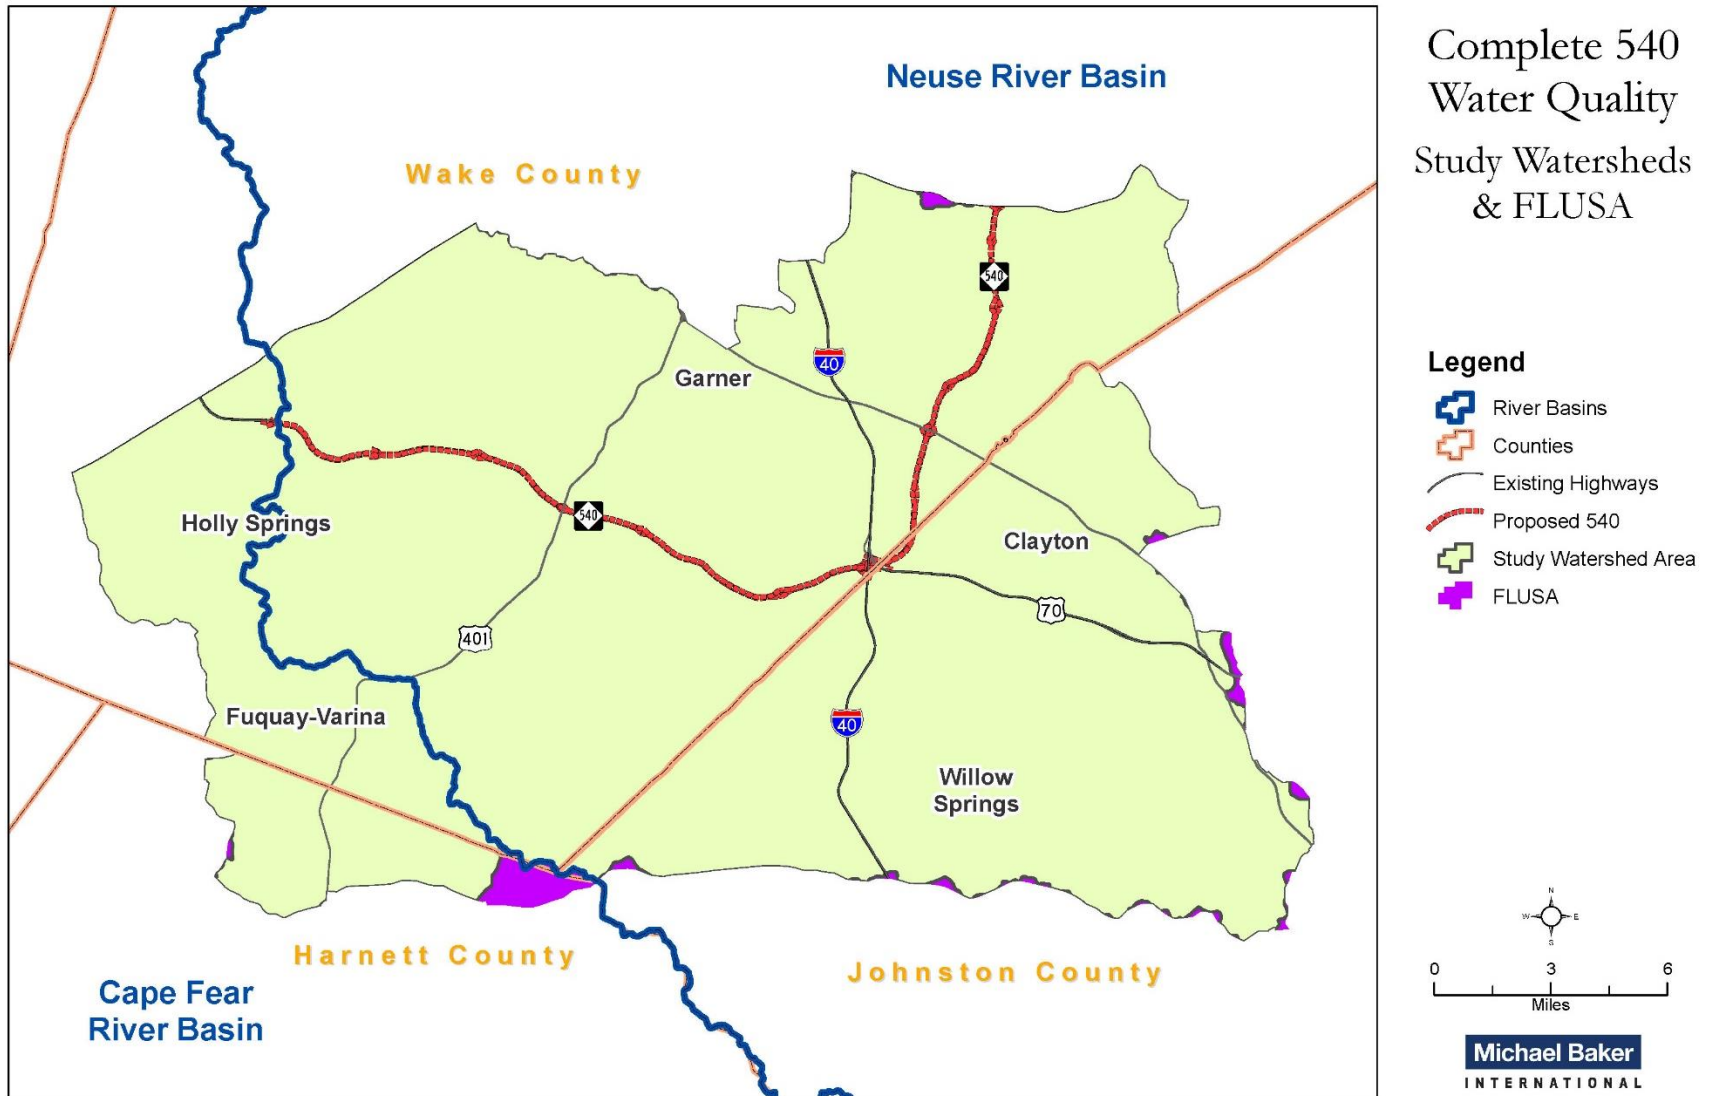 Complete 540
Water Quality
Study Watersheds
& FLUSA
Neuse River Basin
Wake County
540
40
Garner
Holly Springs
540
Clayton
401
70
Fuquay-Varina
40
Willow
Springs
Harnett County
Johnston County
Cape Fear
River Basin
Legend
River Basins
Counties
Existing Highways
Proposed 540
Study Watershed Area
FLUSA
N
W
E
S
0
3
6
Miles
Michael Baker
INTERNATIONAL